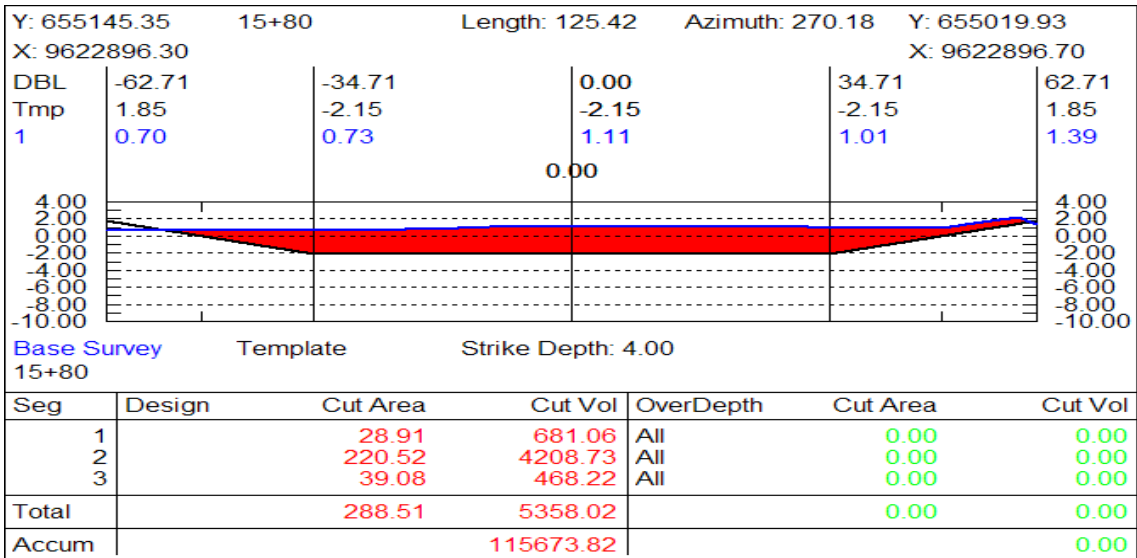 Y: 655145.35 15+80 Length: 125.42 Azimuth: 270.18 Y: 655019.93
X: 9622896.30 X: 9622896.70
DBL -62.71 -34.71 0.00 34.71 62.71
Tmp 1.85 -2.15 -2.15 -2.15 1.85
1 0.70 0.73 1.11 1.01 1.39
0.00
4.00 4.00
2.00 2.00
0.00 0.00
-2.00 -2.00
-4.00 -4.00
-6.00 -6.00
-8.00 -8.00
-10.00 -10.00
Base Survey Template Strike Depth: 4.00
15+80
Seg Design Cut Area Cut Vol OverDepth Cut Area Cut Vol
1 28.91 681.06 All 0.00 0.00
2 220.52 4208.73 All 0.00 0.00
3 39.08 468.22 All 0.00 0.00
Total 288.51 5358.02 0.00 0.00
Accum 115673.82 0.00